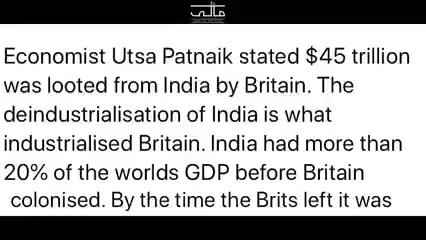 Economist Utsa Patnaik stated $45 trillion
was looted from India by Britain. The
deindustrialisation of India is what
industrialised Britain. India had more than
20% of the worlds GDP before Britain
colonised. By the time the Brits left it was